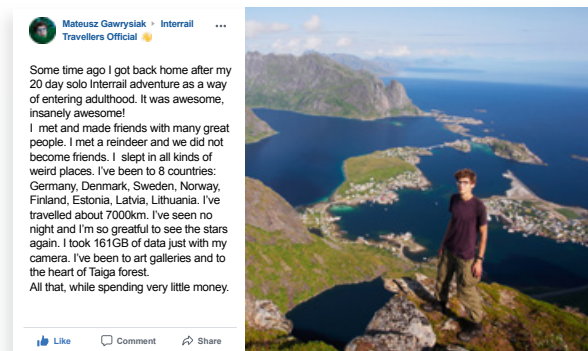 Mateusz Gawrysiak ▸ Interrail
Travellers Official 👋
Some time ago I got back home after my
20 day solo Interrail adventure as a way
of entering adulthood. It was awesome,
insanely awesome!
I met and made friends with many great
people. I met a reindeer and we did not
become friends. I slept in all kinds of
weird places. I've been to 8 countries:
Germany, Denmark, Sweden, Norway,
Finland, Estonia, Latvia, Lithuania. I've
travelled about 7000km. I've seen no
night and I'm so greatful to see the stars
again. I took 161GB of data just with my
camera. I've been to art galleries and to
the heart of Taiga forest.
All that, while spending very little money.
Like Comment Share